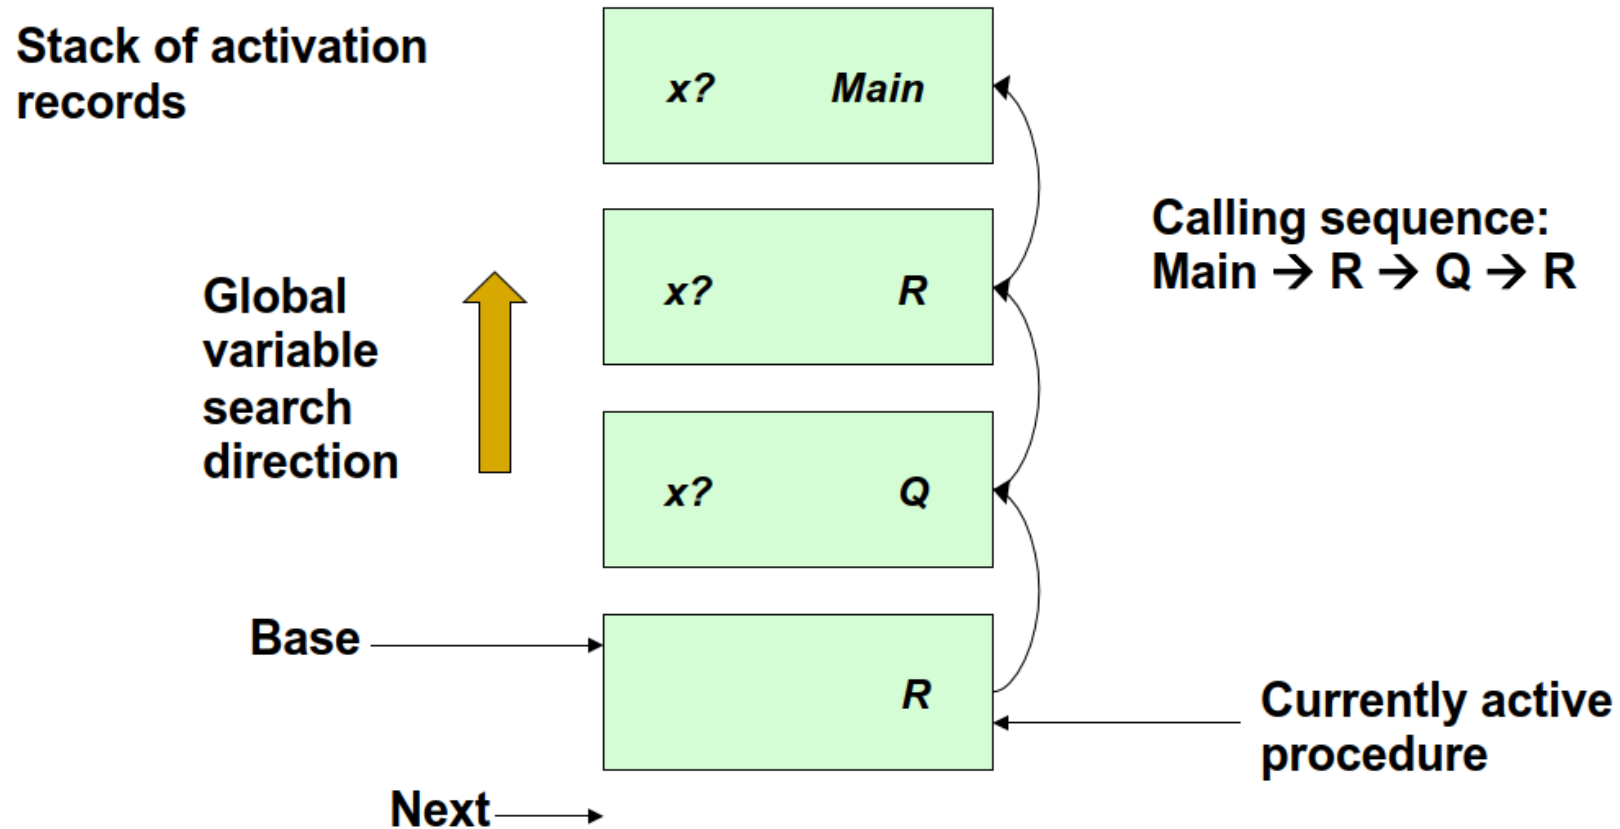 Stack of activation
records
x? Main
Calling sequence:
Main → R → Q → R
Global
variable
search
direction
x? R
x? Q
Base
R
Currently active
procedure
Next